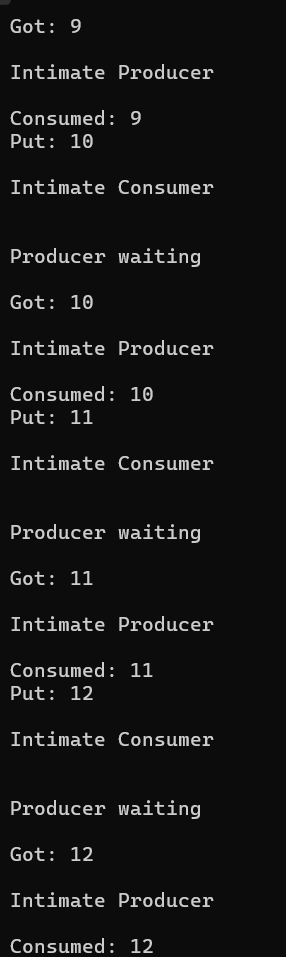 Got: 9
Intimate Producer
Consumed: 9
Put: 10
Intimate Consumer
Producer waiting
Got: 10
Intimate Producer
Consumed: 10
Put: 11
Intimate Consumer
Producer waiting
Got: 11
Intimate Producer
Consumed: 11
Put: 12
Intimate Consumer
Producer waiting
Got: 12
Intimate Producer
Consumed: 12